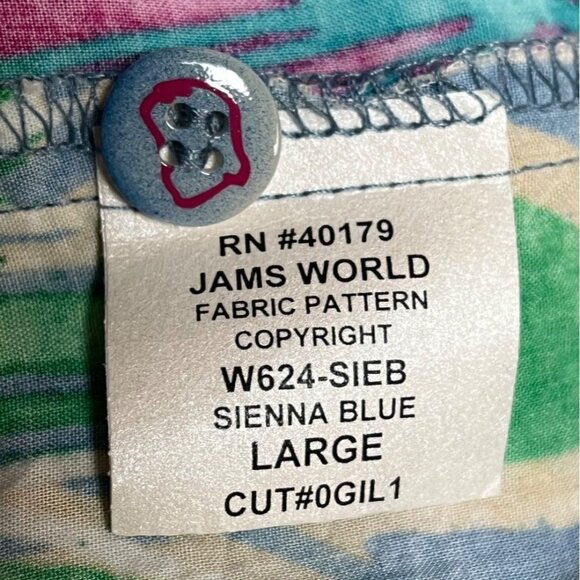 RN #40179
JAMS WORLD
FABRIC PATTERN
COPYRIGHT
W624-SIEB
SIENNA BLUE
LARGE
CUT#0GIL1